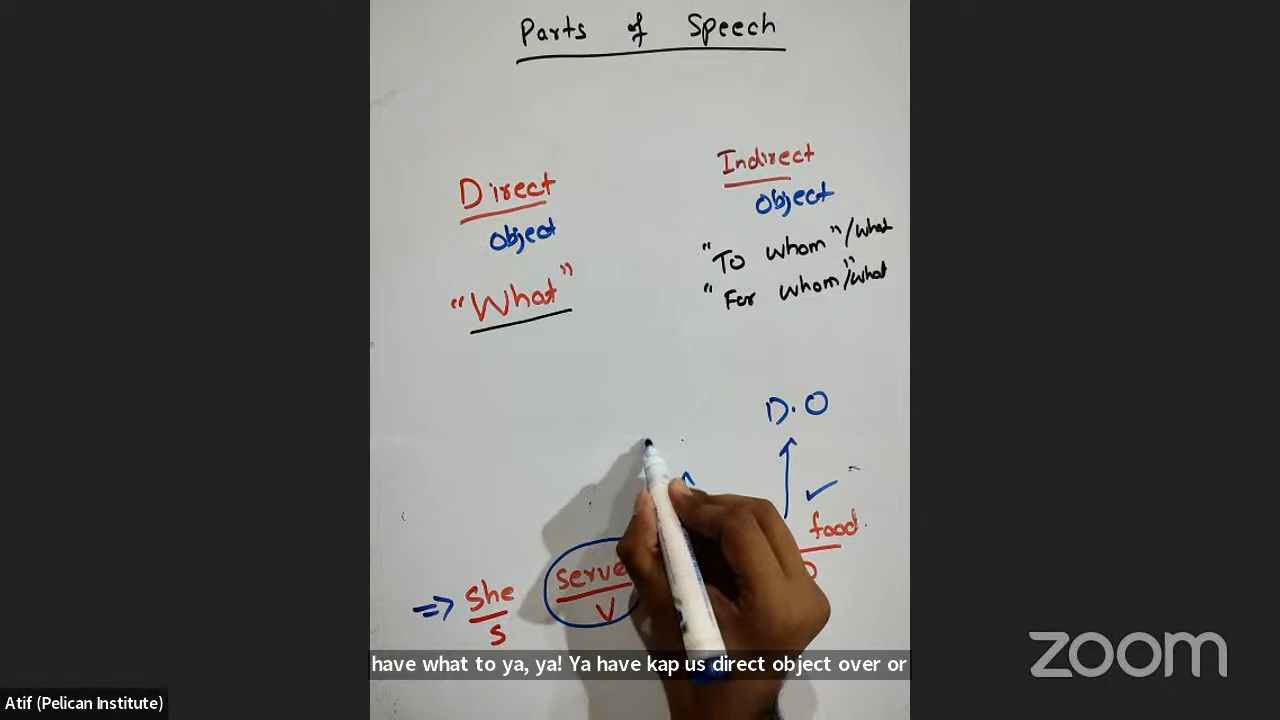 Parts of Speech
Direct
Object
"What"
Indirect
Object
"To whom"/what
"For whom"/what
D.O
food.
She
S
V
have what to ya, ya! Ya have kap us direct object over or
Atif (Pelican Institute)
zoom